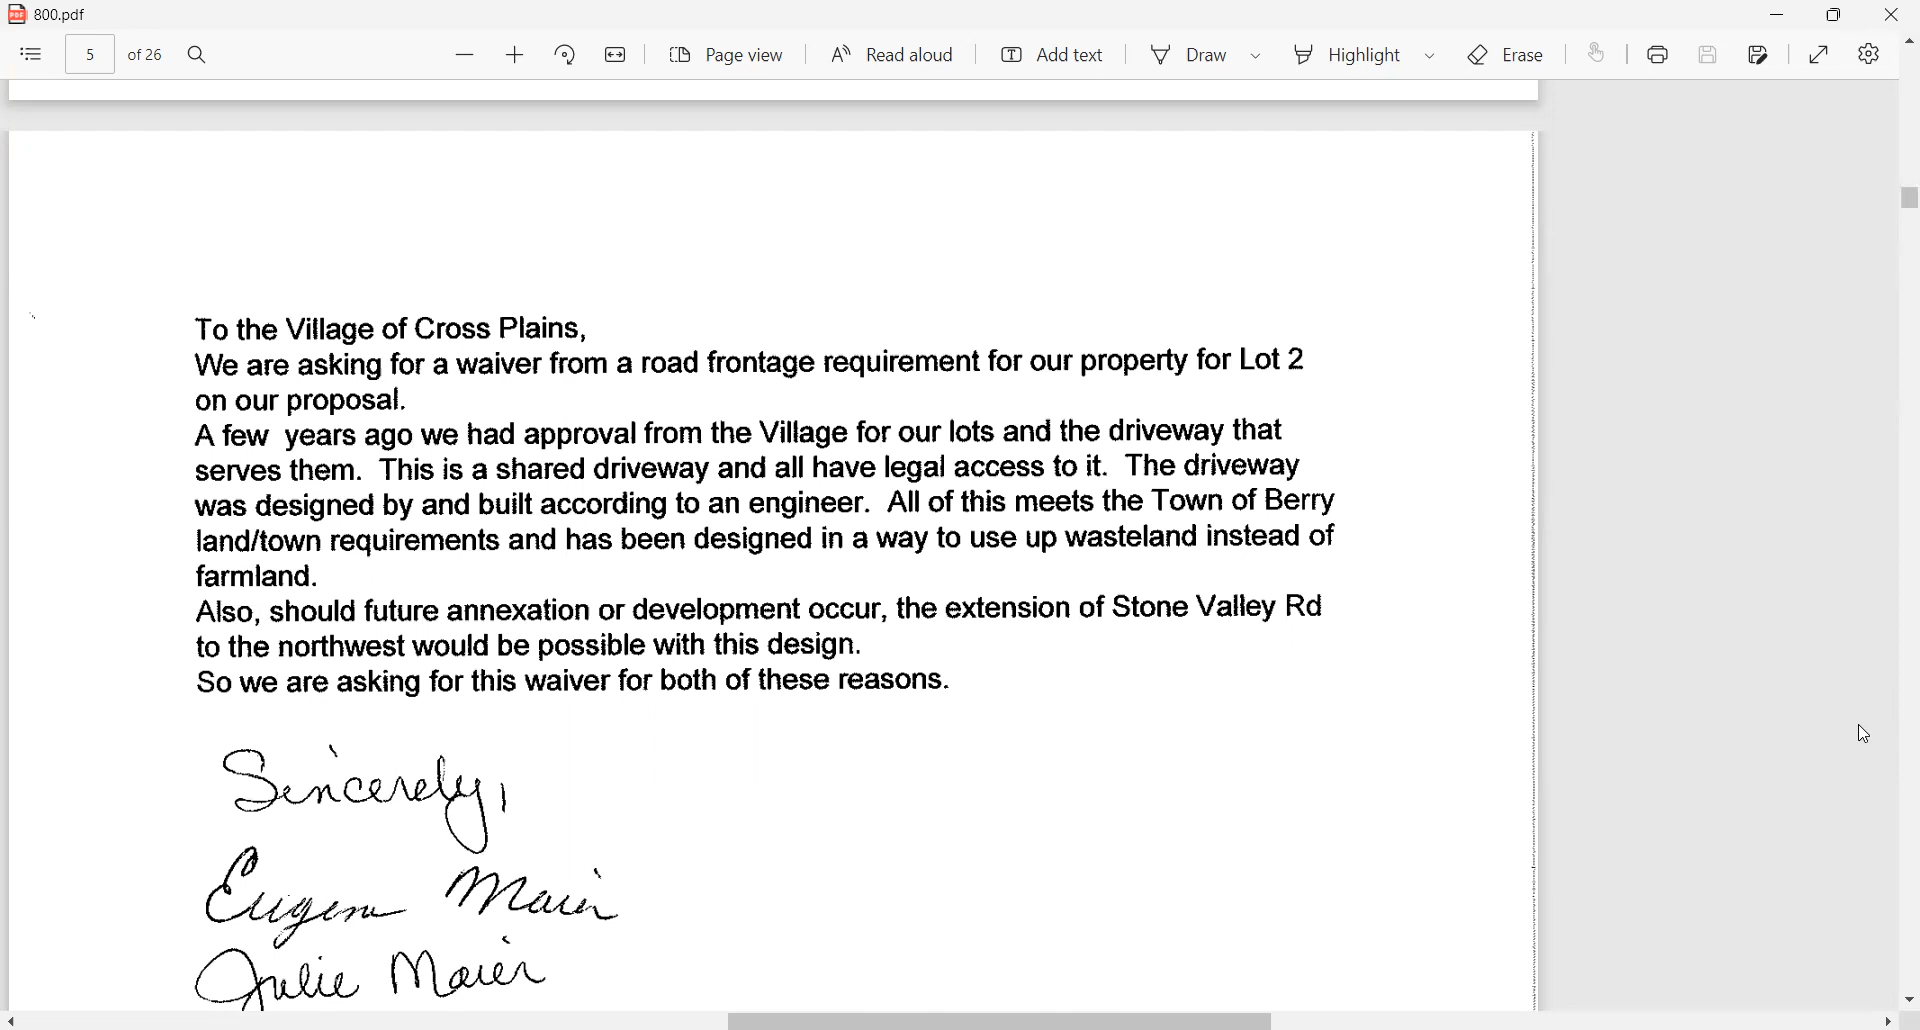 800.pdf
5 of 26 Page view Read aloud Add text Draw Highlight Erase
To the Village of Cross Plains,
We are asking for a waiver from a road frontage requirement for our property for Lot 2
on our proposal.
A few years ago we had approval from the Village for our lots and the driveway that
serves them. This is a shared driveway and all have legal access to it. The driveway
was designed by and built according to an engineer. All of this meets the Town of Berry
land/town requirements and has been designed in a way to use up wasteland instead of
farmland.
Also, should future annexation or development occur, the extension of Stone Valley Rd
to the northwest would be possible with this design.
So we are asking for this waiver for both of these reasons.
Sincerely,
Eugene Maier
Julie Maier